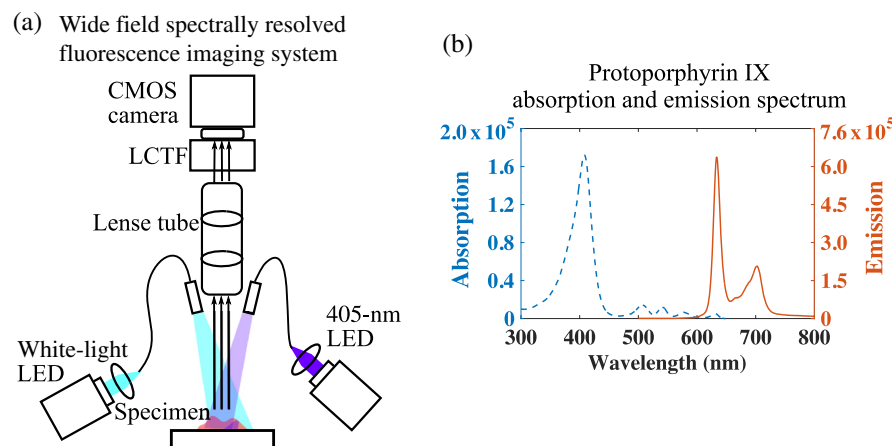 (a) Wide field spectrally resolved
fluorescence imaging system
CMOS
camera
LCTF
Lense tube
405-nm
LED
White-light
LED
Specimen
(b)
Protoporphyrin IX
absorption and emission spectrum
2.0 x 10^5
7.6 x 10^5
1.6
6.0
1.2
4.5
0.8
3.0
0.4
1.5
0
0
300 400 500 600 700 800
Absorption
Emission
Wavelength (nm)